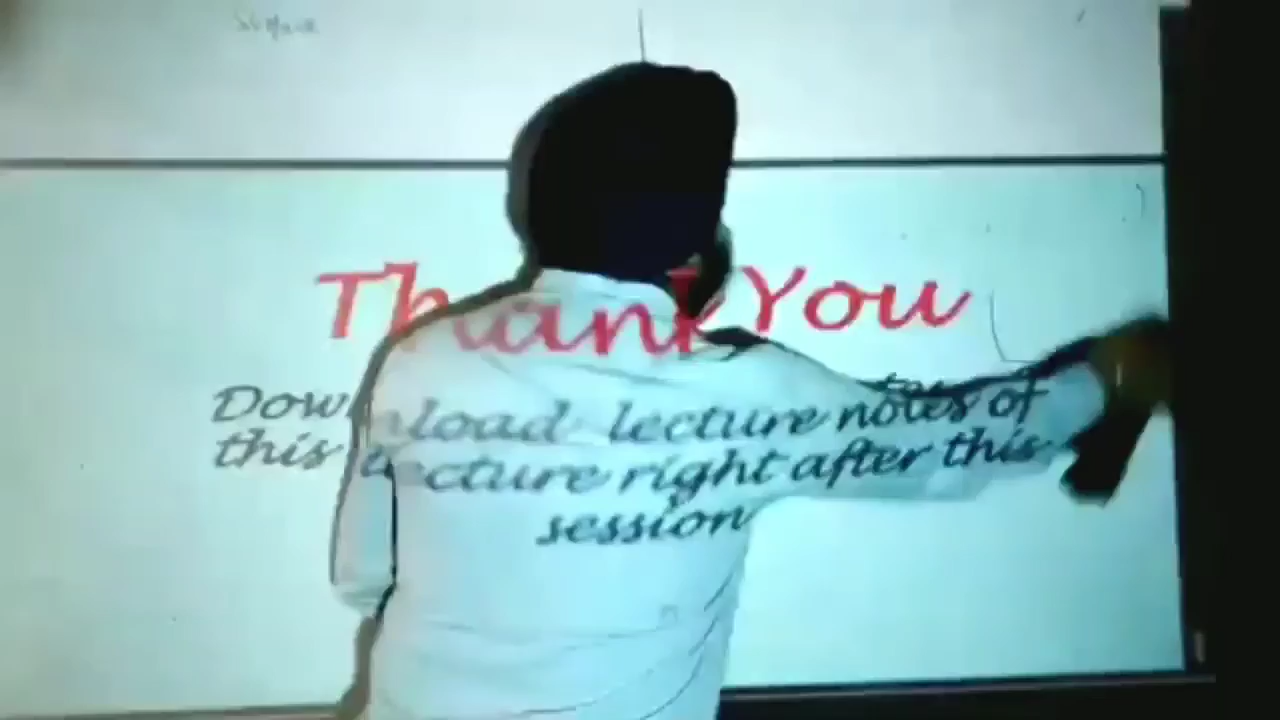 Thank You
Download lecture notes of
this lecture right after this
session